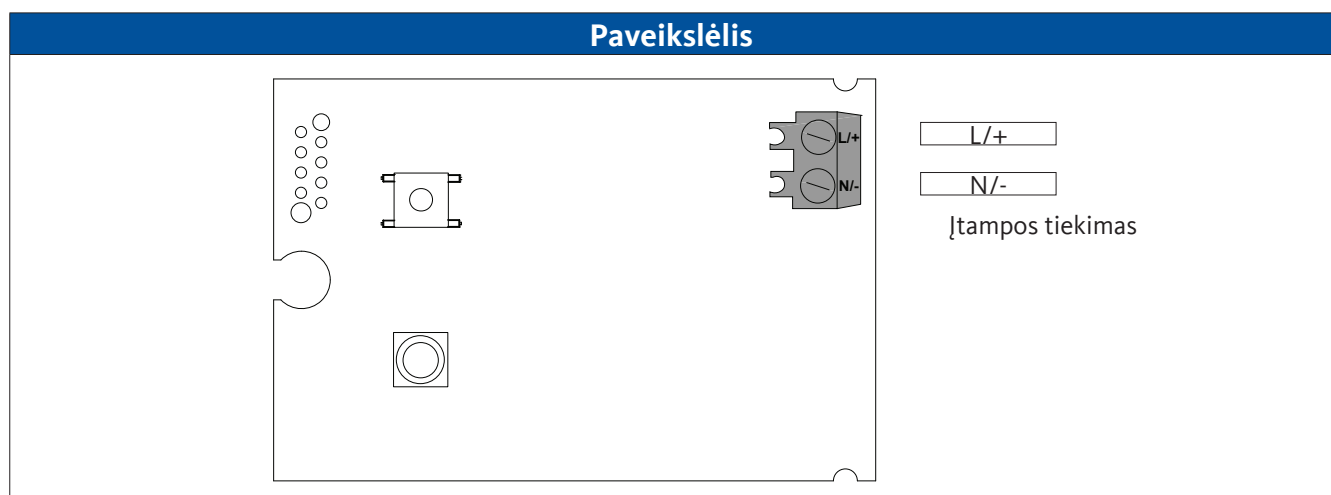 Paveikslėlis
L/+
L/+
N/-
N/-
Įtampos tiekimas